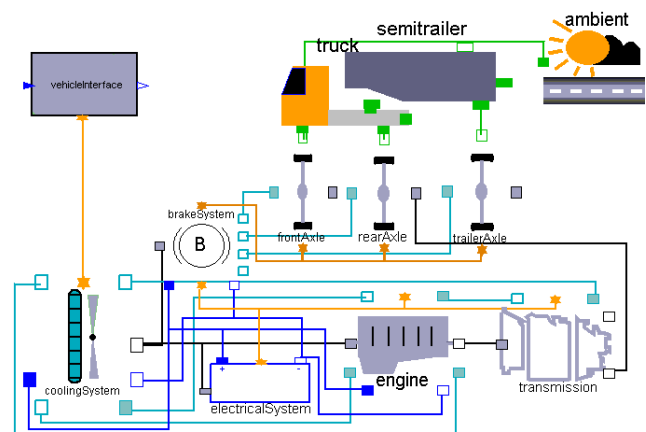 ambient
semitrailer
truck
vehicleInterface
brakeSystem
B
frontAxle
rearAxle
trailerAxle
+
-
coolingSystem
electricalSystem
engine
transmission